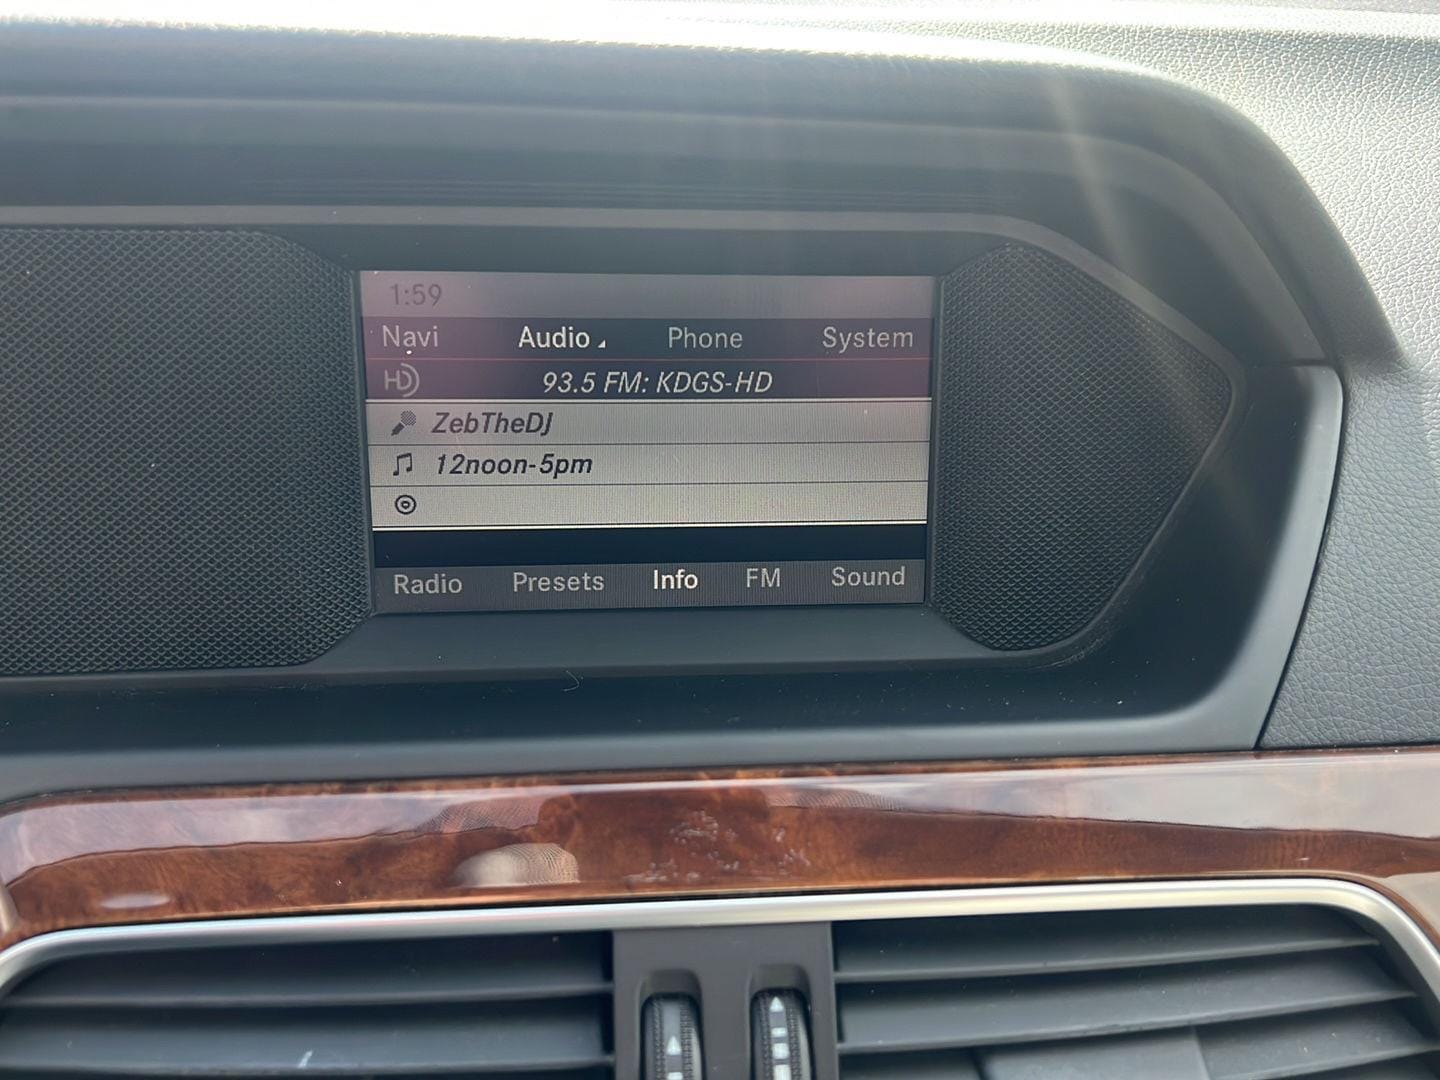 1:59
Navi Audio Phone System
HD 93.5 FM: KDGS-HD
ZebTheDJ
12noon-5pm
Radio Presets Info FM Sound